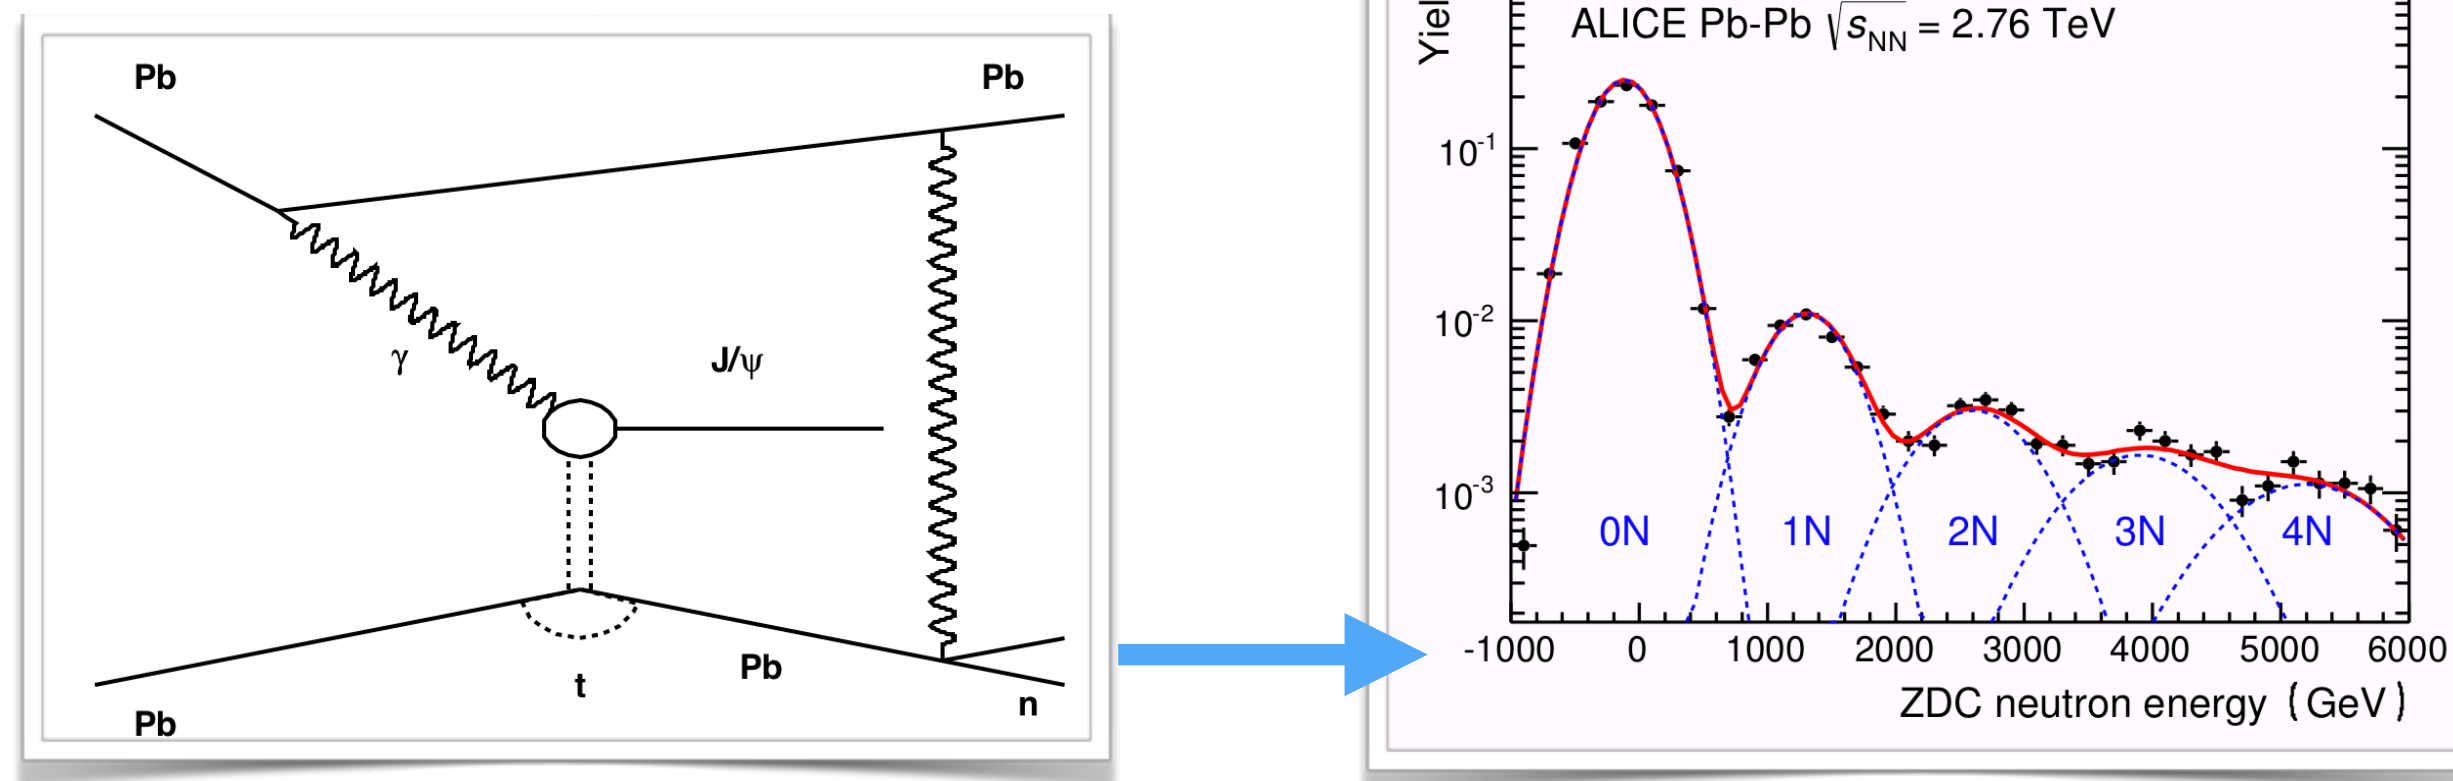 Pb Pb
γ
J/ψ
t
Pb
n
Pb
ALICE Pb-Pb √sNN = 2.76 TeV
10-1
10-2
10-3
0N 1N 2N 3N 4N
-1000 0 1000 2000 3000 4000 5000 6000
ZDC neutron energy (GeV)